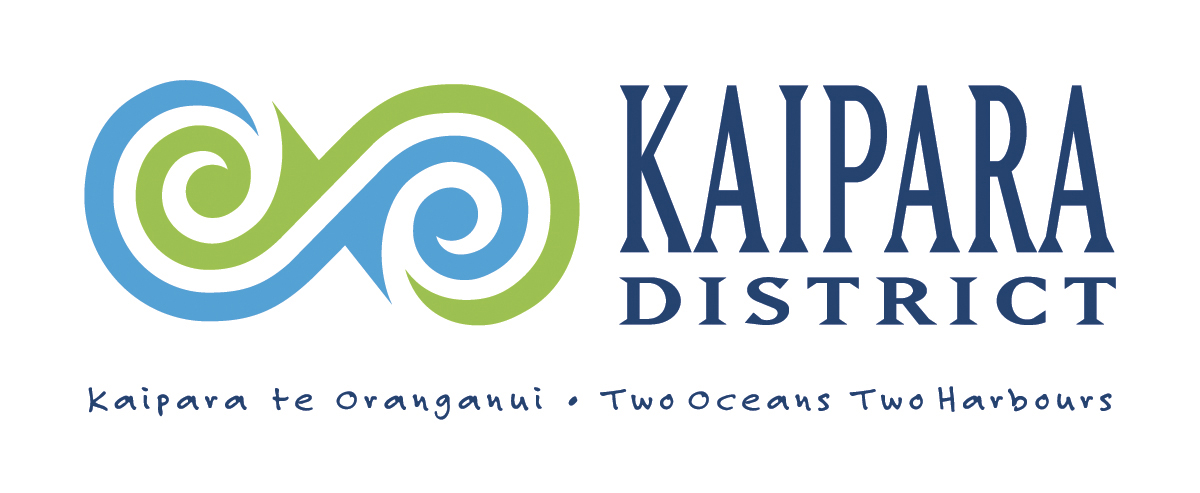 KAIPARA
DISTRICT
Kaipara te Oranganui • Two Oceans Two Harbours